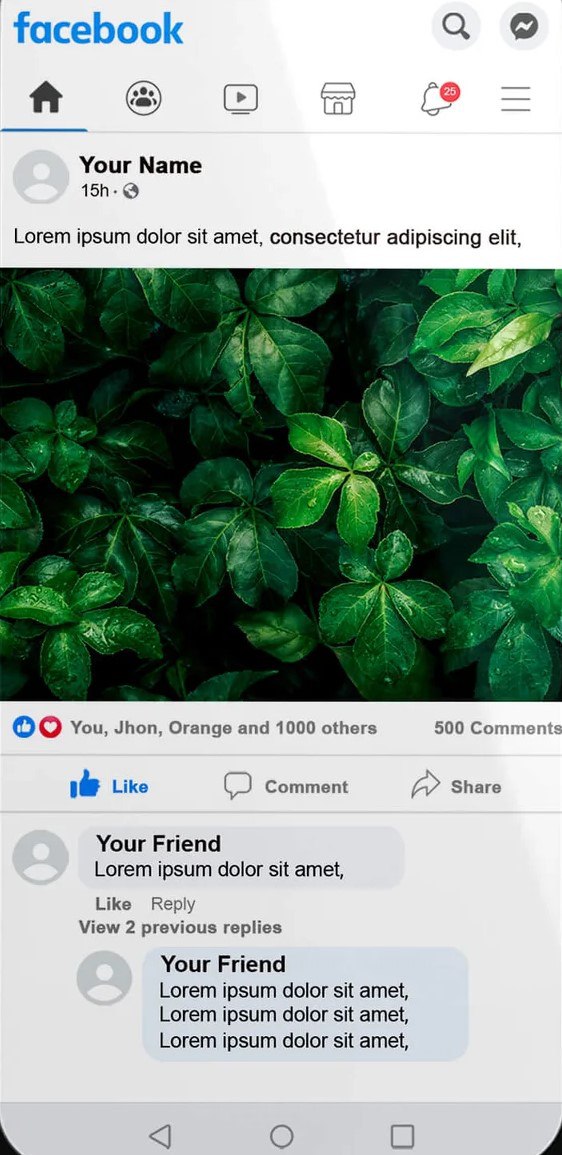 facebook
25
Your Name
15h ·
Lorem ipsum dolor sit amet, consectetur adipiscing elit,
You, Jhon, Orange and 1000 others 500 Comments
Like Comment Share
Your Friend
Lorem ipsum dolor sit amet,
Like Reply
View 2 previous replies
Your Friend
Lorem ipsum dolor sit amet,
Lorem ipsum dolor sit amet,
Lorem ipsum dolor sit amet,